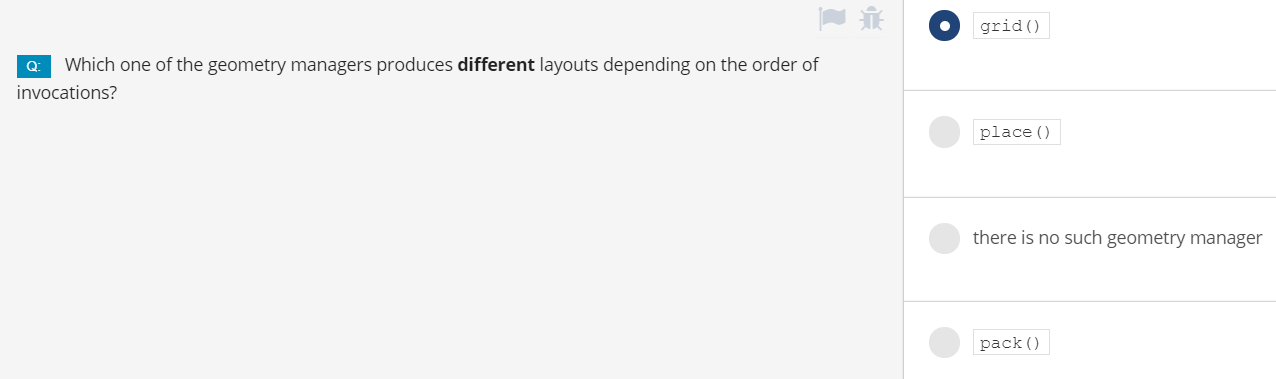 Q: Which one of the geometry managers produces different layouts depending on the order of
invocations?
grid()
place()
there is no such geometry manager
pack()